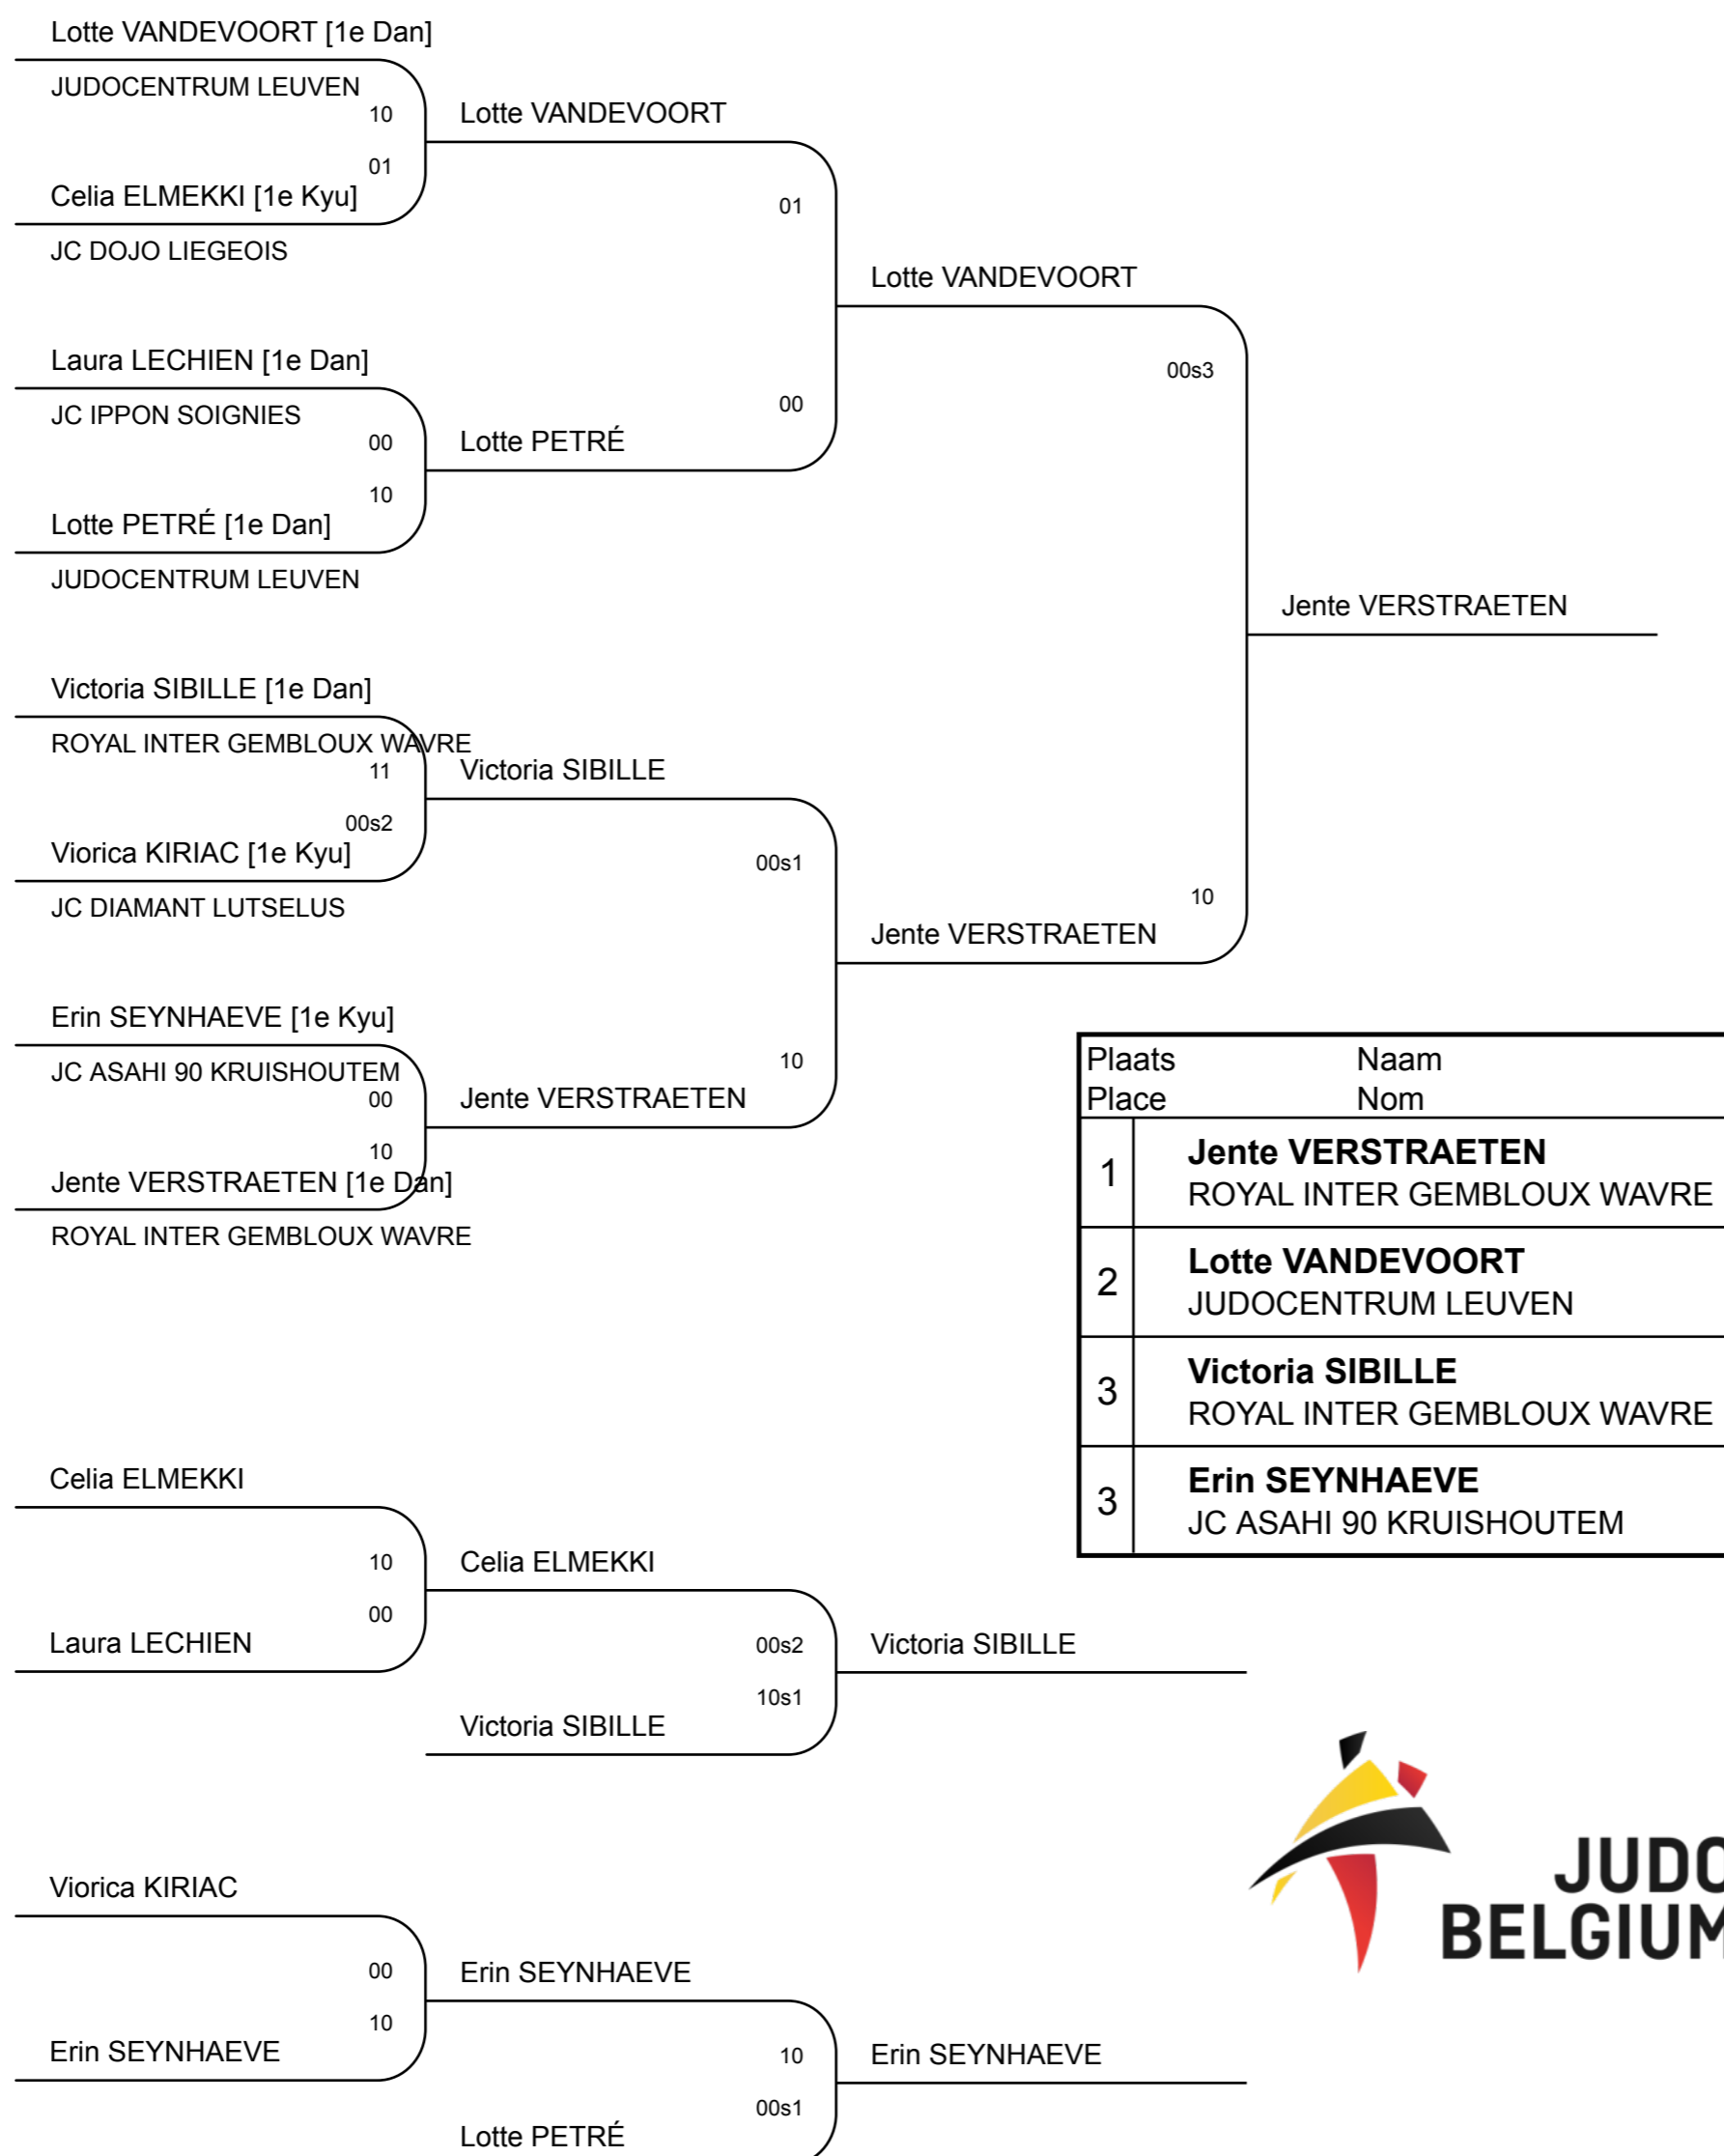 Lotte VANDEVOORT [1e Dan]
JUDOCENTRUM LEUVEN
10
Lotte VANDEVOORT
01
Celia ELMEKKI [1e Kyu]
01
JC DOJO LIEGEOIS
Lotte VANDEVOORT
Laura LECHIEN [1e Dan]
00s3
JC IPPON SOIGNIES
00
00
Lotte PETRÉ
10
Lotte PETRÉ [1e Dan]
JUDOCENTRUM LEUVEN
Jente VERSTRAETEN
Victoria SIBILLE [1e Dan]
ROYAL INTER GEMBLOUX WAVRE
11
Victoria SIBILLE
00s2
Viorica KIRIAC [1e Kyu]
00s1
JC DIAMANT LUTSELUS
10
Jente VERSTRAETEN
Erin SEYNHAEVE [1e Kyu]
JC ASAHI 90 KRUISHOUTEM
10
00
Jente VERSTRAETEN
10
Jente VERSTRAETEN [1e Dan]
ROYAL INTER GEMBLOUX WAVRE
Plaats Naam
Place Nom
1 Jente VERSTRAETEN
ROYAL INTER GEMBLOUX WAVRE
2 Lotte VANDEVOORT
JUDOCENTRUM LEUVEN
3 Victoria SIBILLE
ROYAL INTER GEMBLOUX WAVRE
3 Erin SEYNHAEVE
JC ASAHI 90 KRUISHOUTEM
Celia ELMEKKI
10
Celia ELMEKKI
00
Laura LECHIEN
00s2
Victoria SIBILLE
10s1
Victoria SIBILLE
JUDO
BELGIUM
Viorica KIRIAC
00
Erin SEYNHAEVE
10
Erin SEYNHAEVE
10
Erin SEYNHAEVE
00s1
Lotte PETRÉ